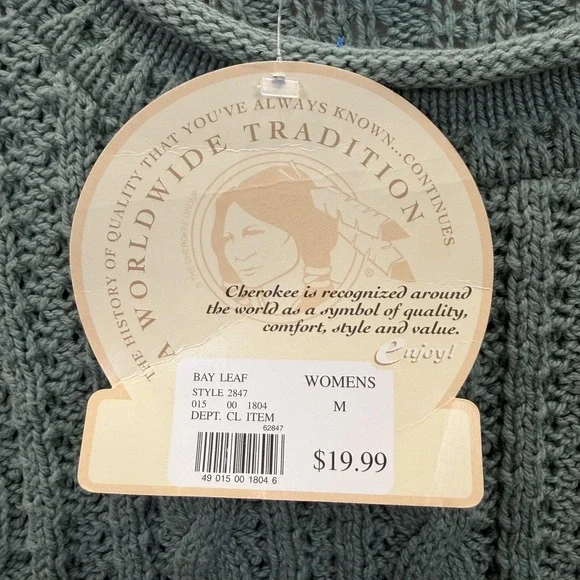 THE HISTORY OF QUALITY THAT YOU'VE ALWAYS KNOWN...CONTINUES
A WORLDWIDE TRADITION
®
Cherokee is recognized around
the world as a symbol of quality,
comfort, style and value.
Enjoy!
BAY LEAF
STYLE 2847
015 00 1804
DEPT. CL ITEM
62847
49 015 00 1804 6
WOMENS
M
$19.99